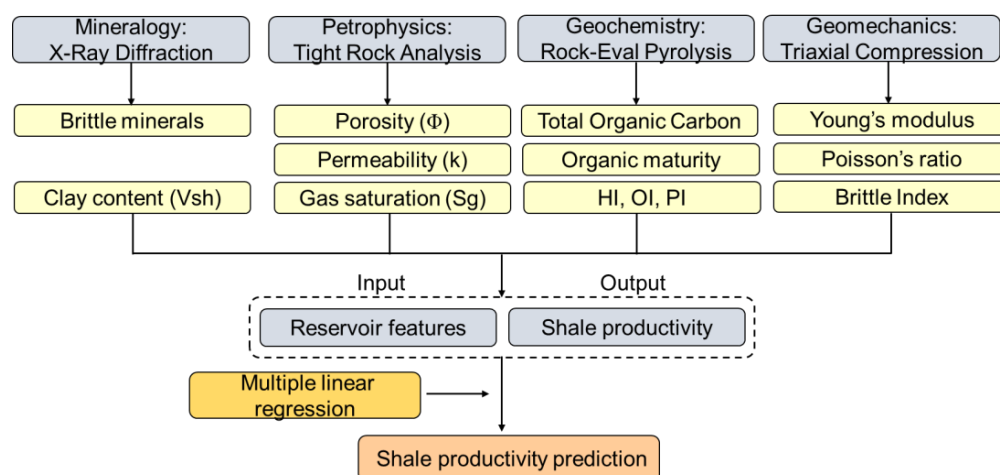 Mineralogy:
X-Ray Diffraction
Petrophysics:
Tight Rock Analysis
Geochemistry:
Rock-Eval Pyrolysis
Geomechanics:
Triaxial Compression
Brittle minerals
Porosity (Φ)
Total Organic Carbon
Young's modulus
Permeability (k)
Organic maturity
Poisson's ratio
Clay content (Vsh)
Gas saturation (Sg)
HI, OI, PI
Brittle Index
Input
Output
Reservoir features
Shale productivity
Multiple linear
regression
Shale productivity prediction